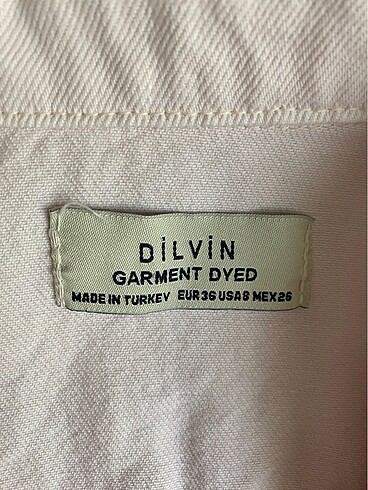 DİLVİN
GARMENT DYED
MADE IN TURKEY EUR36 USA8 MEX26